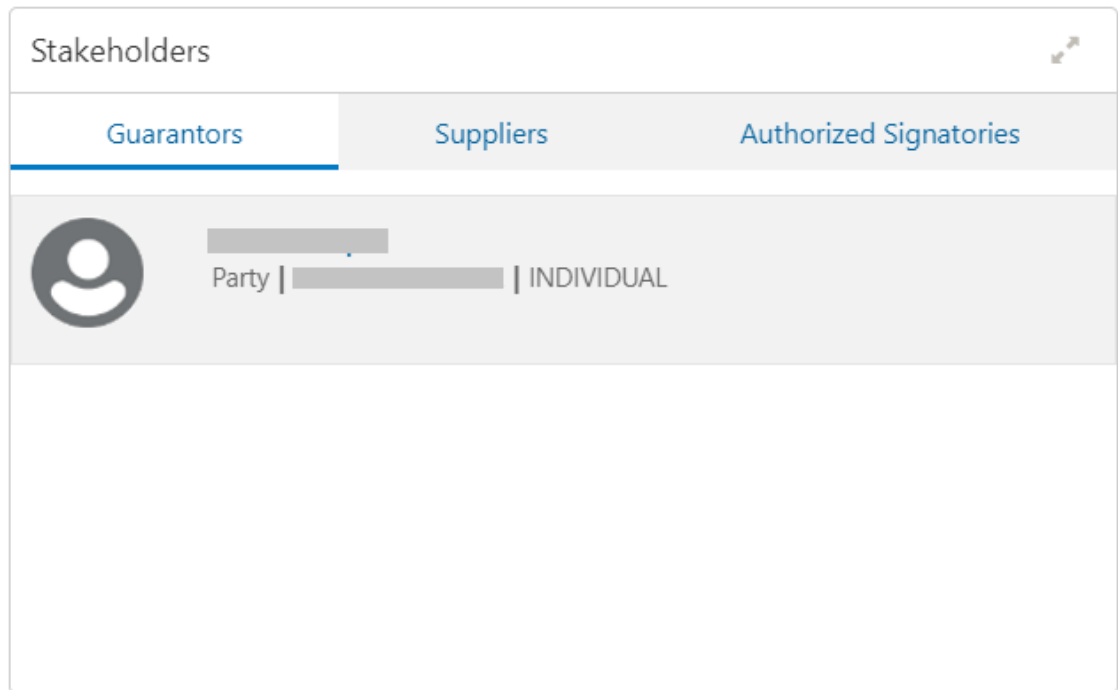 Stakeholders
Guarantors Suppliers Authorized Signatories
Party | | INDIVIDUAL